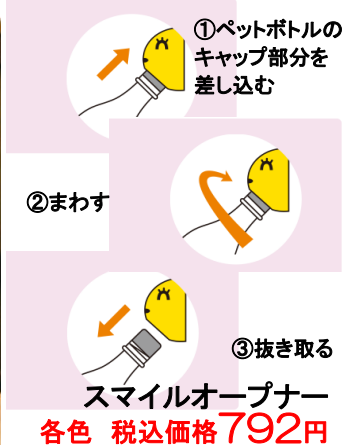 ①ペットボトルの
キャップ部分を
差し込む
②まわす
③抜き取る
スマイルオープナー
各色 税込価格792円